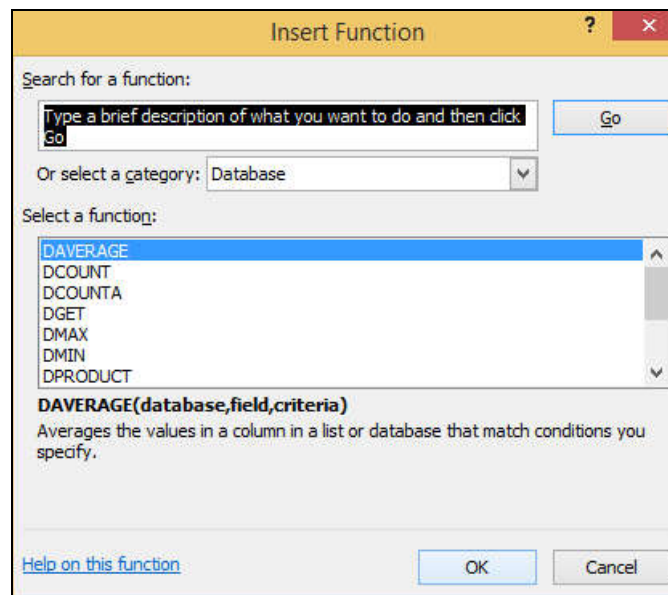 Insert Function
?
×
Search for a function:
Type a brief description of what you want to do and then click
Go
Go
Or select a category: Database
Select a function:
DAVERAGE
DCOUNT
DCOUNTA
DGET
DMAX
DMIN
DPRODUCT
DAVERAGE(database,field,criteria)
Averages the values in a column in a list or database that match conditions you
specify.
Help on this function
OK
Cancel